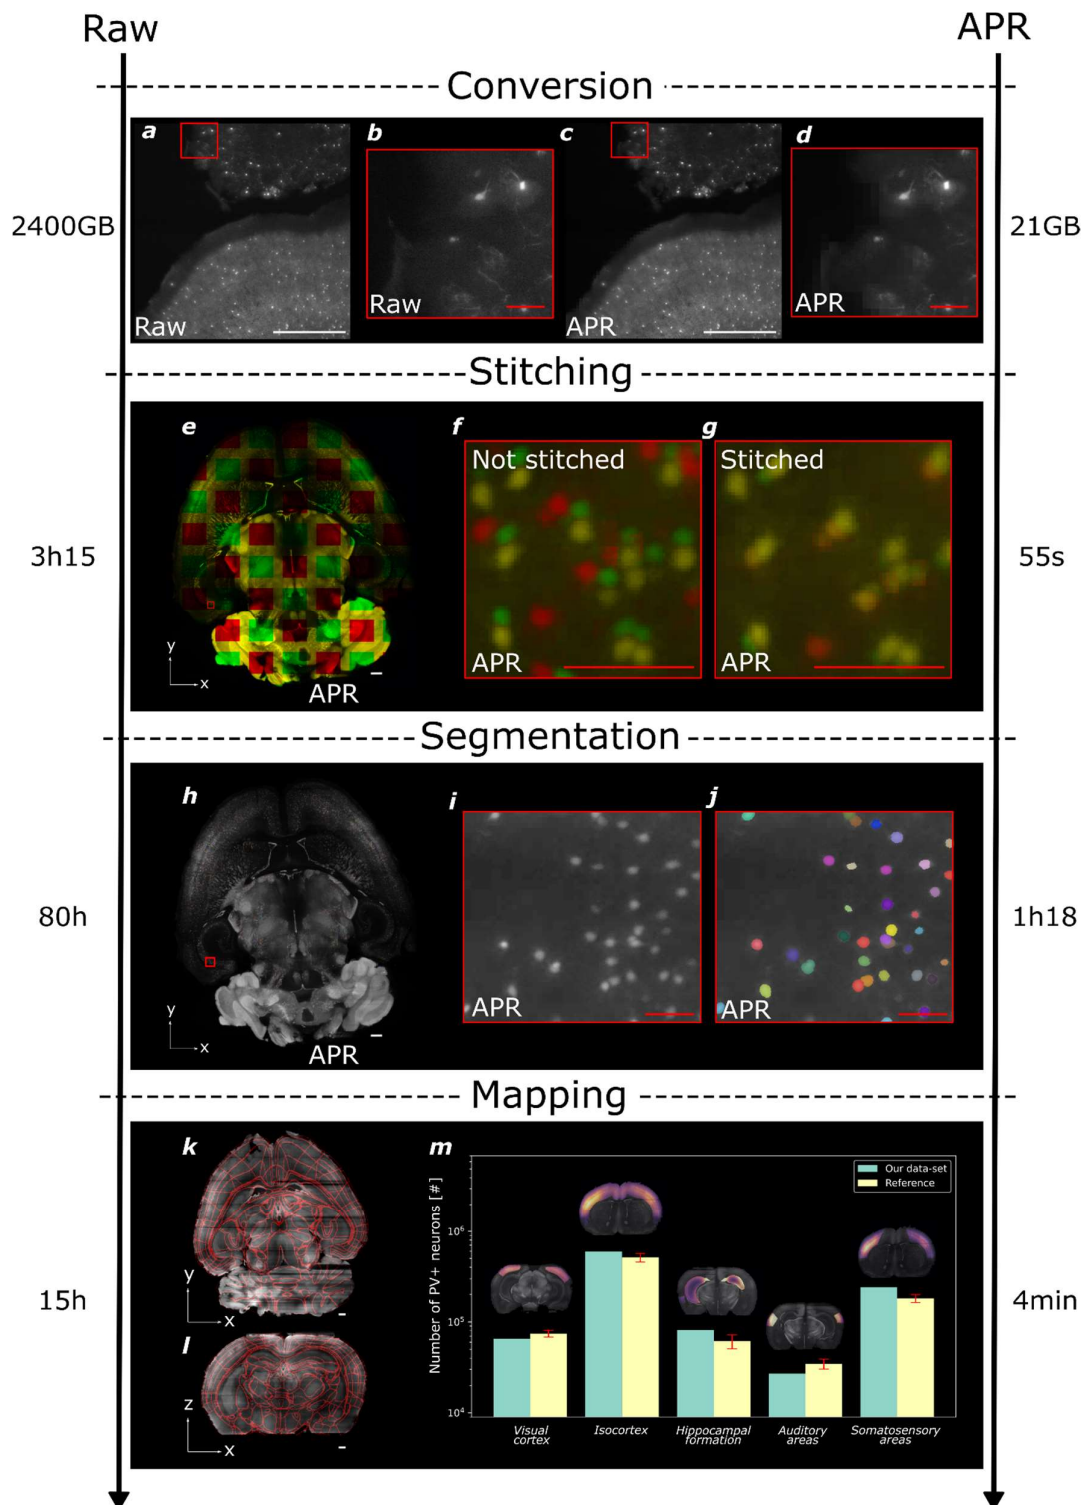 Raw
APR
Conversion
2400GB
21GB
a
b
c
d
Raw
Raw
APR
APR
Stitching
3h15
55s
e
f
g
Not stitched
Stitched
y
x
APR
APR
APR
Segmentation
80h
1h18
h
i
j
y
x
APR
APR
APR
Mapping
15h
4min
k
l
m
y
x
z
x
Number of PV+ neurons [#]
Our data-set
Reference
10⁶
10⁵
10⁴
Visual
cortex
Isocortex
Hippocampal
formation
Auditory
areas
Somatosensory
areas